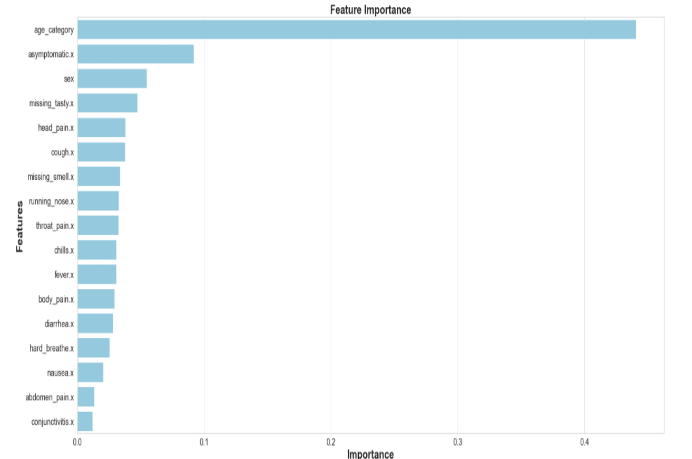 Feature Importance
age_category
asymptomatic.x
sex
missing_tasty.x
head_pain.x
cough.x
missing_smell.x
running_nose.x
throat_pain.x
chills.x
fever.x
body_pain.x
diarrhea.x
hard_breathe.x
nausea.x
abdomen_pain.x
conjunctivitis.x
Features
0.0 0.1 0.2 0.3 0.4
Importance